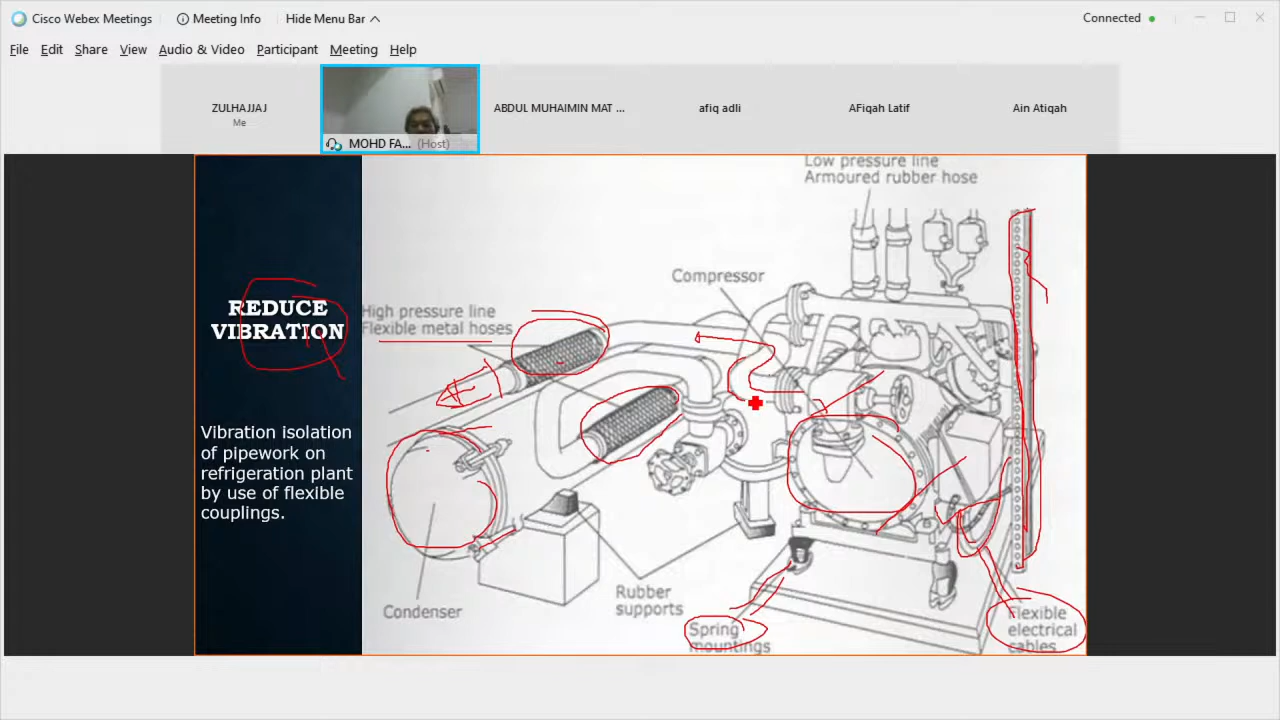 Cisco Webex Meetings
Meeting Info
Hide Menu Bar
Connected
File Edit Share View Audio & Video Participant Meeting Help
ZULHAJJAJ
Me
MOHD FA... (Host)
ABDUL MUHAIMIN MAT ...
afiq adli
AFiqah Latif
Ain Atiqah
REDUCE
VIBRATION
Vibration isolation
of pipework on
refrigeration plant
by use of flexible
couplings.
Low pressure line
Armoured rubber hose
Compressor
High pressure line
Flexible metal hoses
Condenser
Rubber
supports
Spring
mountings
Flexible
electrical
cables